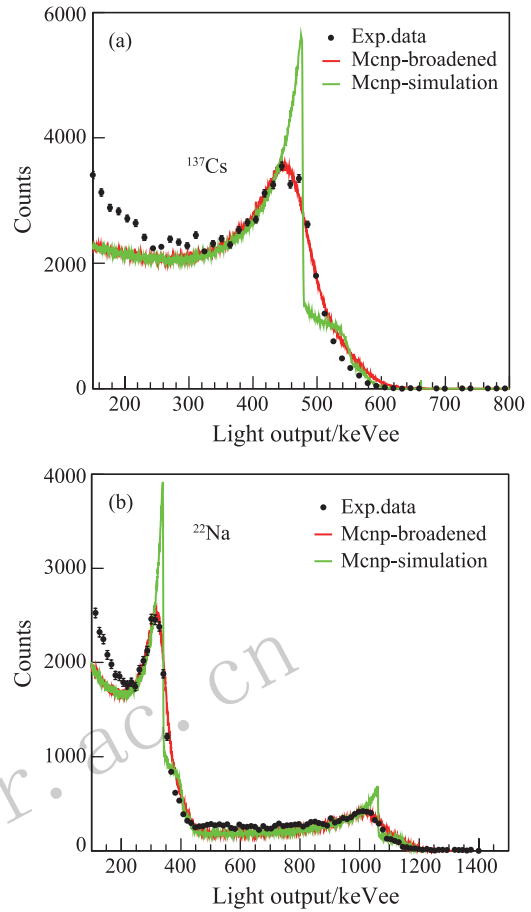 (a)
Exp.data
Mcnp-broadened
Mcnp-simulation
¹³⁷Cs
Counts
6000
4000
2000
0
200 300 400 500 600 700 800
Light output/keVee
(b)
Exp.data
Mcnp-broadened
Mcnp-simulation
²²Na
Counts
4000
3000
2000
1000
0
200 400 600 800 1000 1200 1400
Light output/keVee
r.ac.cn